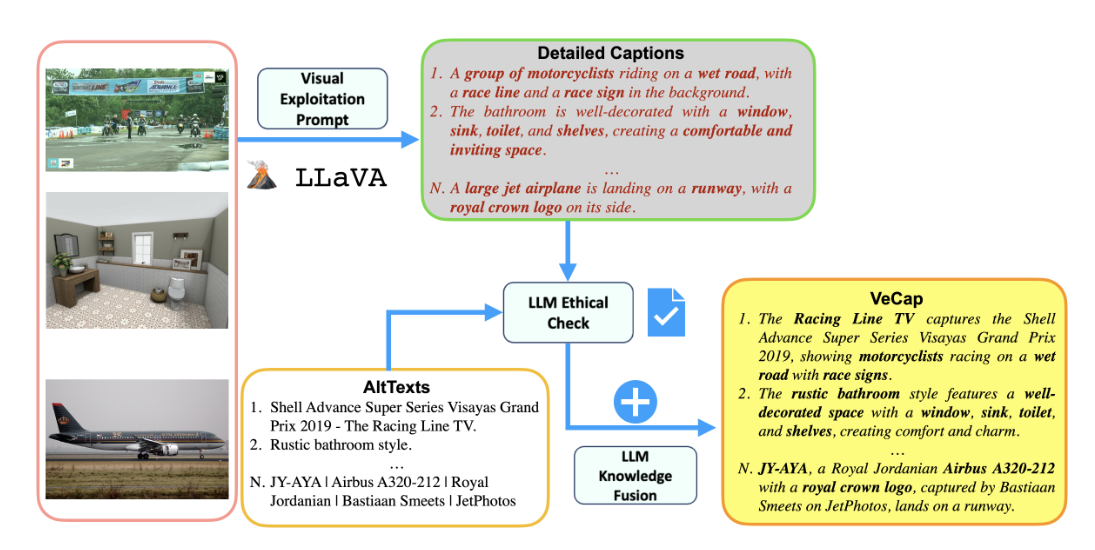 Visual
Exploitation
Prompt
LLaVA
Detailed Captions
1. A group of motorcyclists riding on a wet road, with
a race line and a race sign in the background.
2. The bathroom is well-decorated with a window,
sink, toilet, and shelves, creating a comfortable and
inviting space.
...
N. A large jet airplane is landing on a runway, with a
royal crown logo on its side.
LLM Ethical
Check
AltTexts
1. Shell Advance Super Series Visayas Grand
Prix 2019 - The Racing Line TV.
2. Rustic bathroom style.
...
N. JY-AYA | Airbus A320-212 | Royal
Jordanian | Bastiaan Smeets | JetPhotos
LLM
Knowledge
Fusion
VeCap
1. The Racing Line TV captures the Shell
Advance Super Series Visayas Grand Prix
2019, showing motorcyclists racing on a wet
road with race signs.
2. The rustic bathroom style features a well-
decorated space with a window, sink, toilet,
and shelves, creating comfort and charm.
...
N. JY-AYA, a Royal Jordanian Airbus A320-212
with a royal crown logo, captured by Bastiaan
Smeets on JetPhotos, lands on a runway.